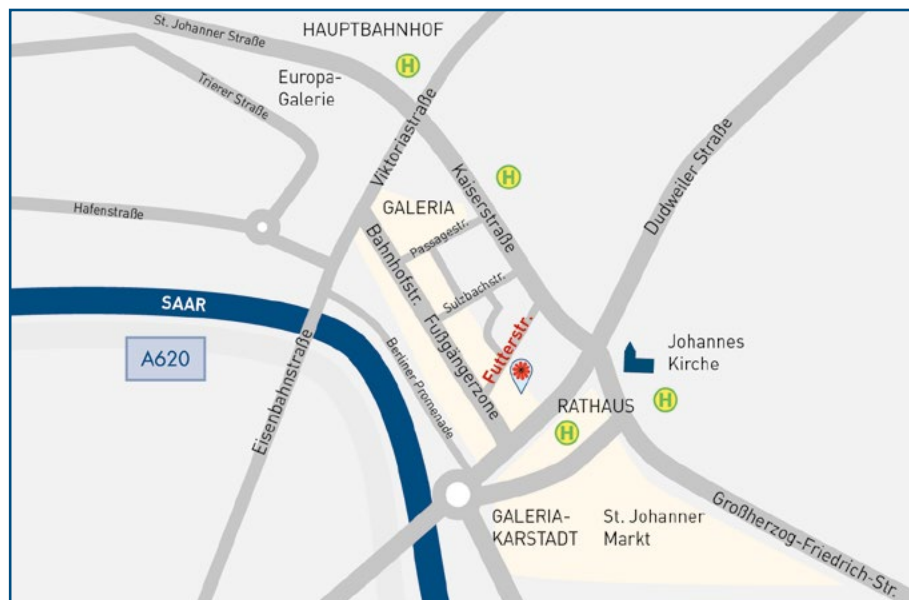 St. Johanner Straße
HAUPTBAHNHOF
H
Europa-
Galerie
Trierer Straße
Viktoriastraße
Dudweiler Straße
H
Kaiserstraße
GALERIA
Hafenstraße
Passagestr.
Bahnhofstr.
Sulzbachstr.
SAAR
Futterstr.
Fußgängerzone
A620
Johannes
Kirche
Eisenbahnstraße
Berliner Promenade
RATHAUS
H
H
GALERIA-
KARSTADT
St. Johanner
Markt
Großherzog-Friedrich-Str.